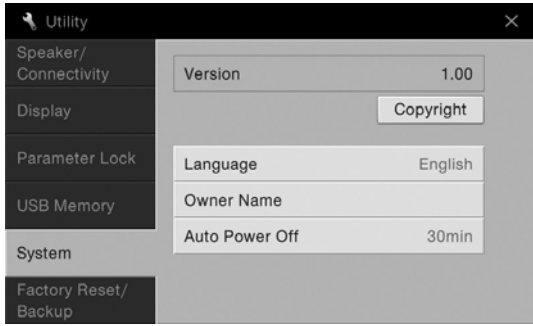 Utility
Speaker/
Connectivity
Display
Parameter Lock
USB Memory
System
Factory Reset/
Backup
Version 1.00
Copyright
Language English
Owner Name
Auto Power Off 30min